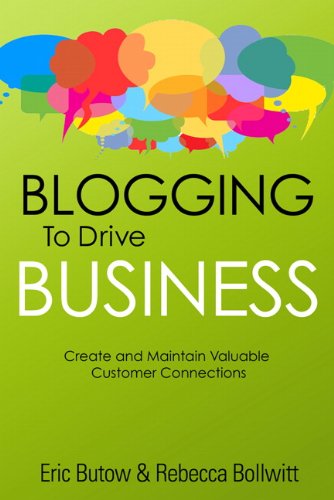 BLOGGING
To Drive
BUSINESS
Create and Maintain Valuable
Customer Connections
Eric Butow & Rebecca Bollwitt